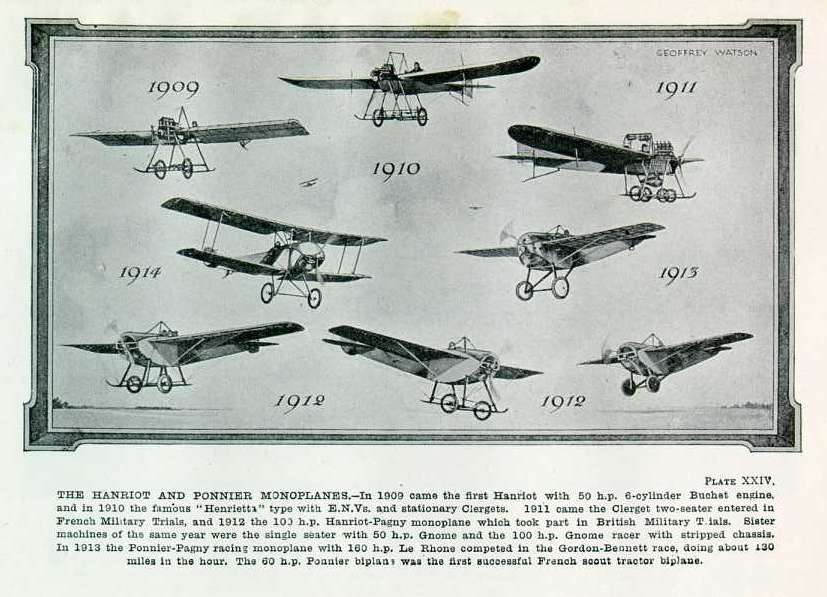 GEOFFREY WATSON
1909
1911
1910
1914
1913
1912
1912
PLATE XXIV.
THE HANRIOT AND PONNIER MONOPLANES.—In 1909 came the first Hanriot with 50 h.p. 6-cylinder Buchet engine,
and in 1910 the famous "Henrietta" type with E.N.Vs. and stationary Clergets. 1911 came the Clerget two-seater entered in
French Military Trials, and 1912 the 100 h.p. Hanriot-Pagny monoplane which took part in British Military Trials. Sister
machines of the same year were the single seater with 50 h.p. Gnome and the 100 h.p. Gnome racer with stripped chassis.
In 1913 the Ponnier-Pagny racing monoplane with 160 h.p. Le Rhone competed in the Gordon-Bennett race, doing about 130
miles in the hour. The 60 h.p. Ponnier biplane was the first successful French scout tractor biplane.